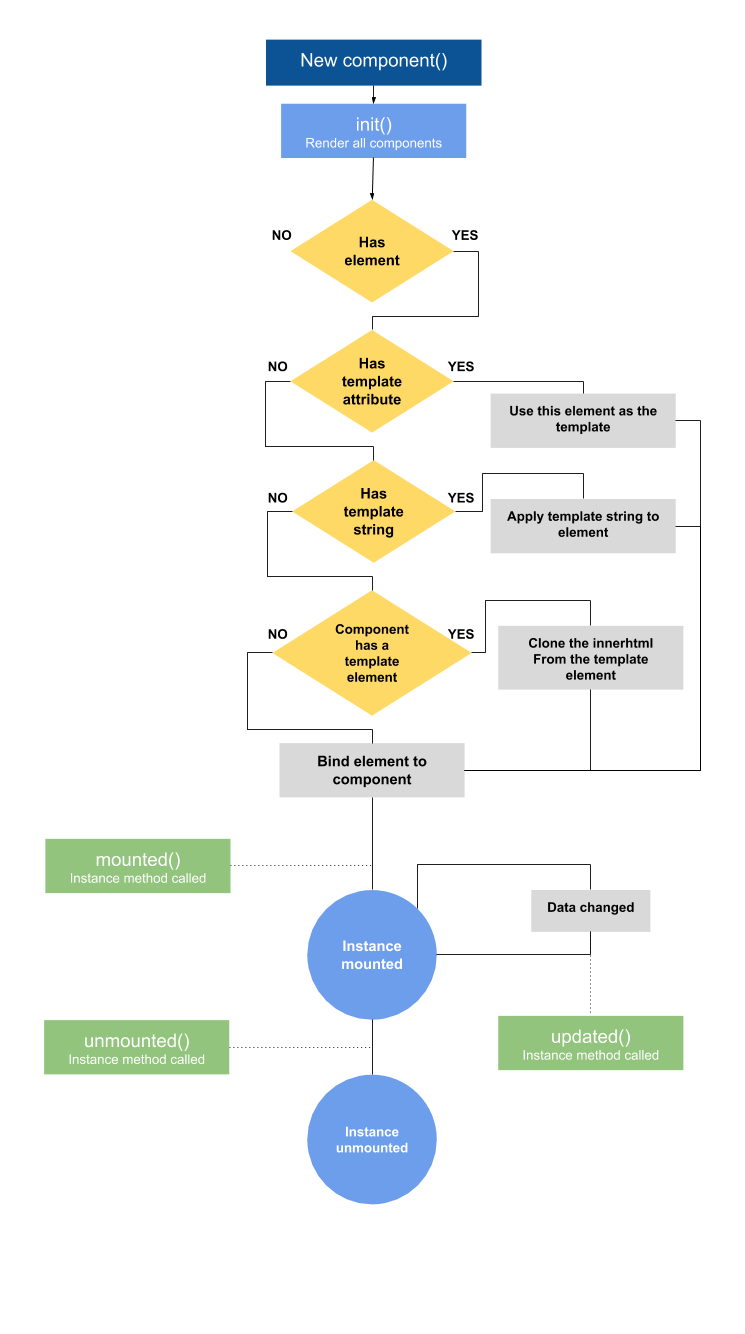 New component()
init()
Render all components
NO
YES
Has
element
NO
YES
Has
template
attribute
Use this element as the
template
NO
YES
Has
template
string
Apply template string to
element
NO
YES
Component
has a
template
element
Clone the innerhtml
From the template
element
Bind element to
component
mounted()
Instance method called
Data changed
Instance
mounted
unmounted()
Instance method called
updated()
Instance method called
Instance
unmounted